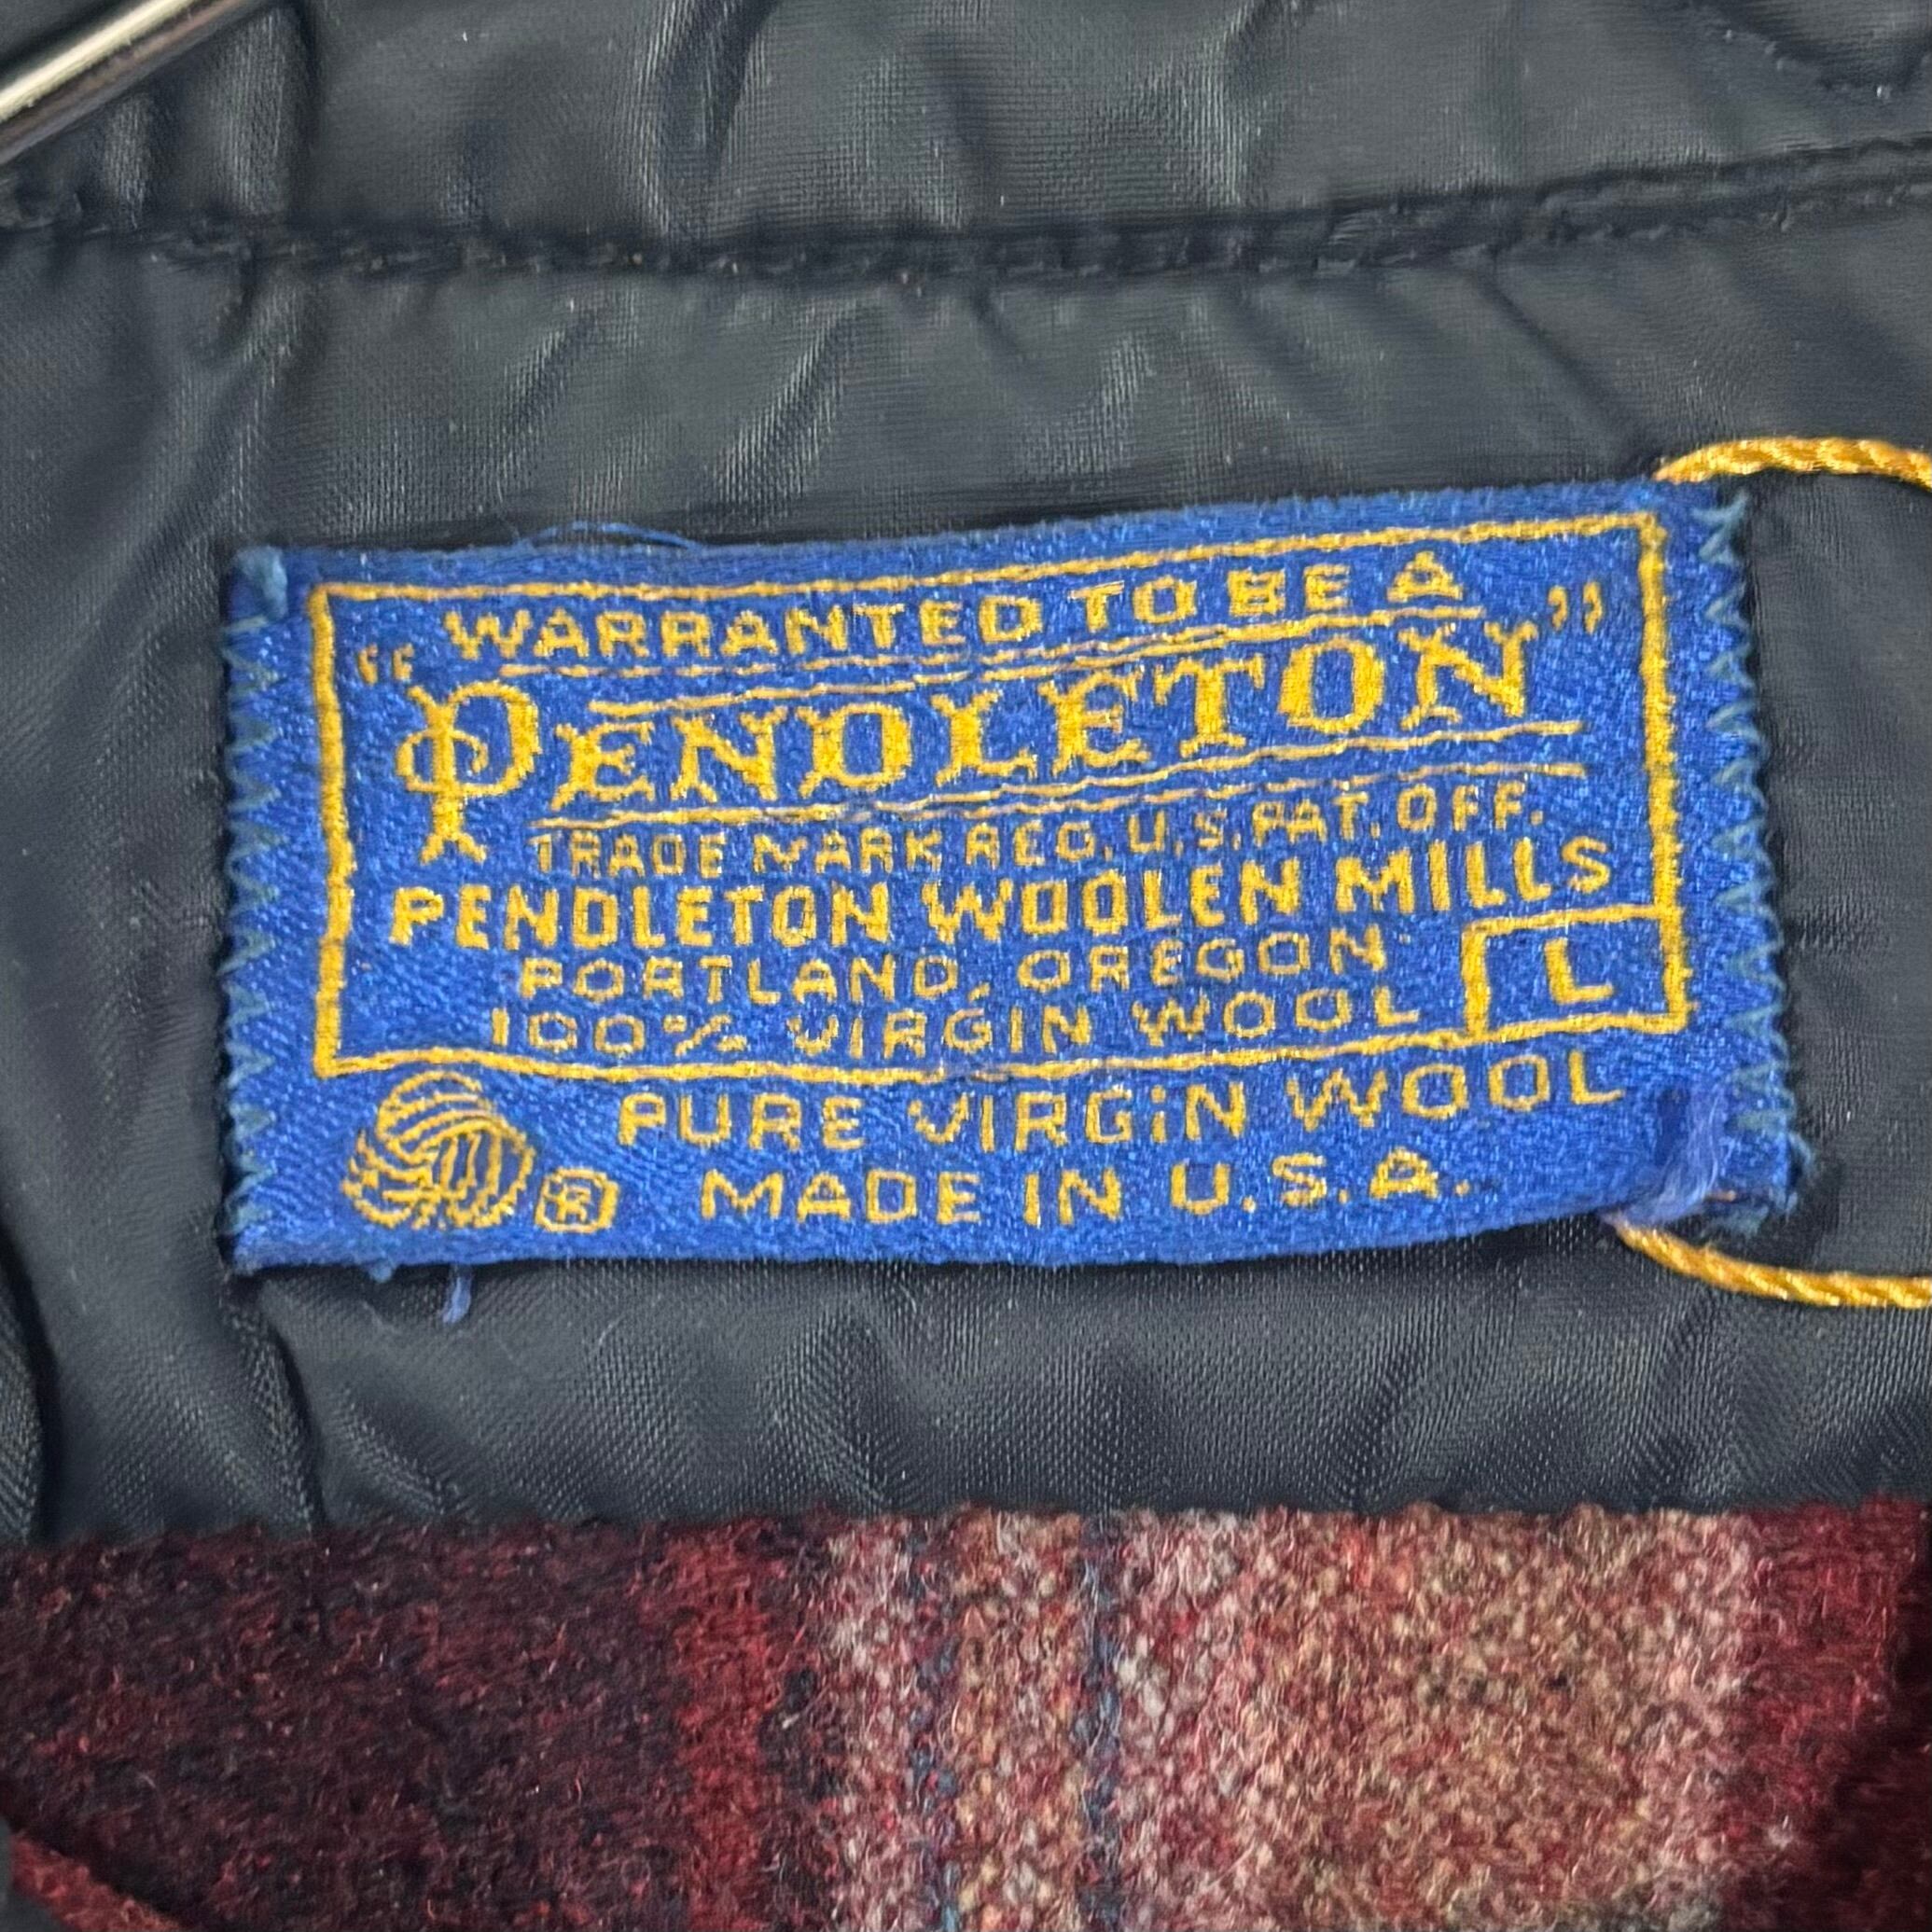 WARRANTED TO BE A
"PENDLETON"
TRADE MARK REG. U.S. PAT. OFF.
PENDLETON WOOLEN MILLS
PORTLAND, OREGON
100% VIRGIN WOOL L
PURE VIRGIN WOOL
® MADE IN U.S.A.